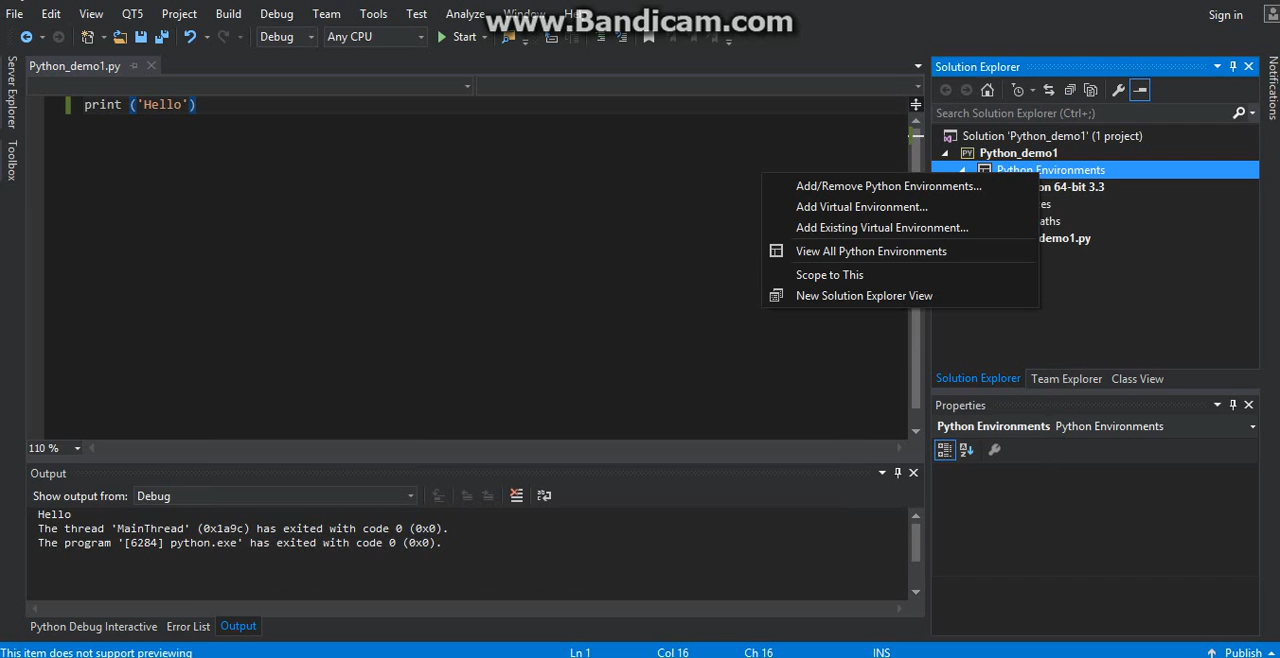 File Edit View QT5 Project Build Debug Team Tools Test Analyze Window
www.Bandicam.com
Sign in
Debug Any CPU Start
Server Explorer
Toolbox
Python_demo1.py
print ('Hello')
110 %
Output
Show output from: Debug
Hello
The thread 'MainThread' (0x1a9c) has exited with code 0 (0x0).
The program '[6284] python.exe' has exited with code 0 (0x0).
Python Debug Interactive Error List Output
Solution Explorer
Search Solution Explorer (Ctrl+;)
Solution 'Python_demo1' (1 project)
Python_demo1
Python Environments
64-bit 3.3
demo1.py
Add/Remove Python Environments...
Add Virtual Environment...
Add Existing Virtual Environment...
View All Python Environments
Scope to This
New Solution Explorer View
Solution Explorer Team Explorer Class View
Properties
Python Environments Python Environments
Notifications
This item does not support previewing Ln 1 Col 16 Ch 16 INS Publish